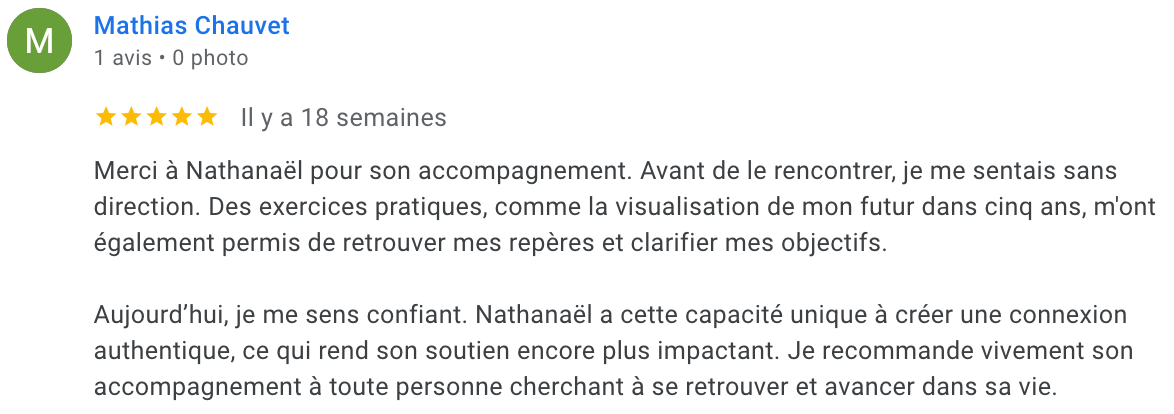 M
Mathias Chauvet
1 avis • 0 photo
Il y a 18 semaines
Merci à Nathanaël pour son accompagnement. Avant de le rencontrer, je me sentais sans
direction. Des exercices pratiques, comme la visualisation de mon futur dans cinq ans, m'ont
également permis de retrouver mes repères et clarifier mes objectifs.
Aujourd’hui, je me sens confiant. Nathanaël a cette capacité unique à créer une connexion
authentique, ce qui rend son soutien encore plus impactant. Je recommande vivement son
accompagnement à toute personne cherchant à se retrouver et avancer dans sa vie.